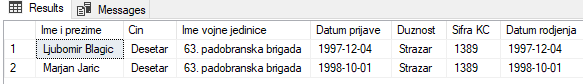 Results Messages
Ime i prezime Cin Ime vojne jedinice Datum prijave Duznost Sifra KC Datum rodjenja
1 Ljubomir Blagic Desetar 63. padobranska brigada 1997-12-04 Strazar 1389 1997-12-04
2 Marjan Jaric Desetar 63. padobranska brigada 1998-10-01 Strazar 1389 1998-10-01